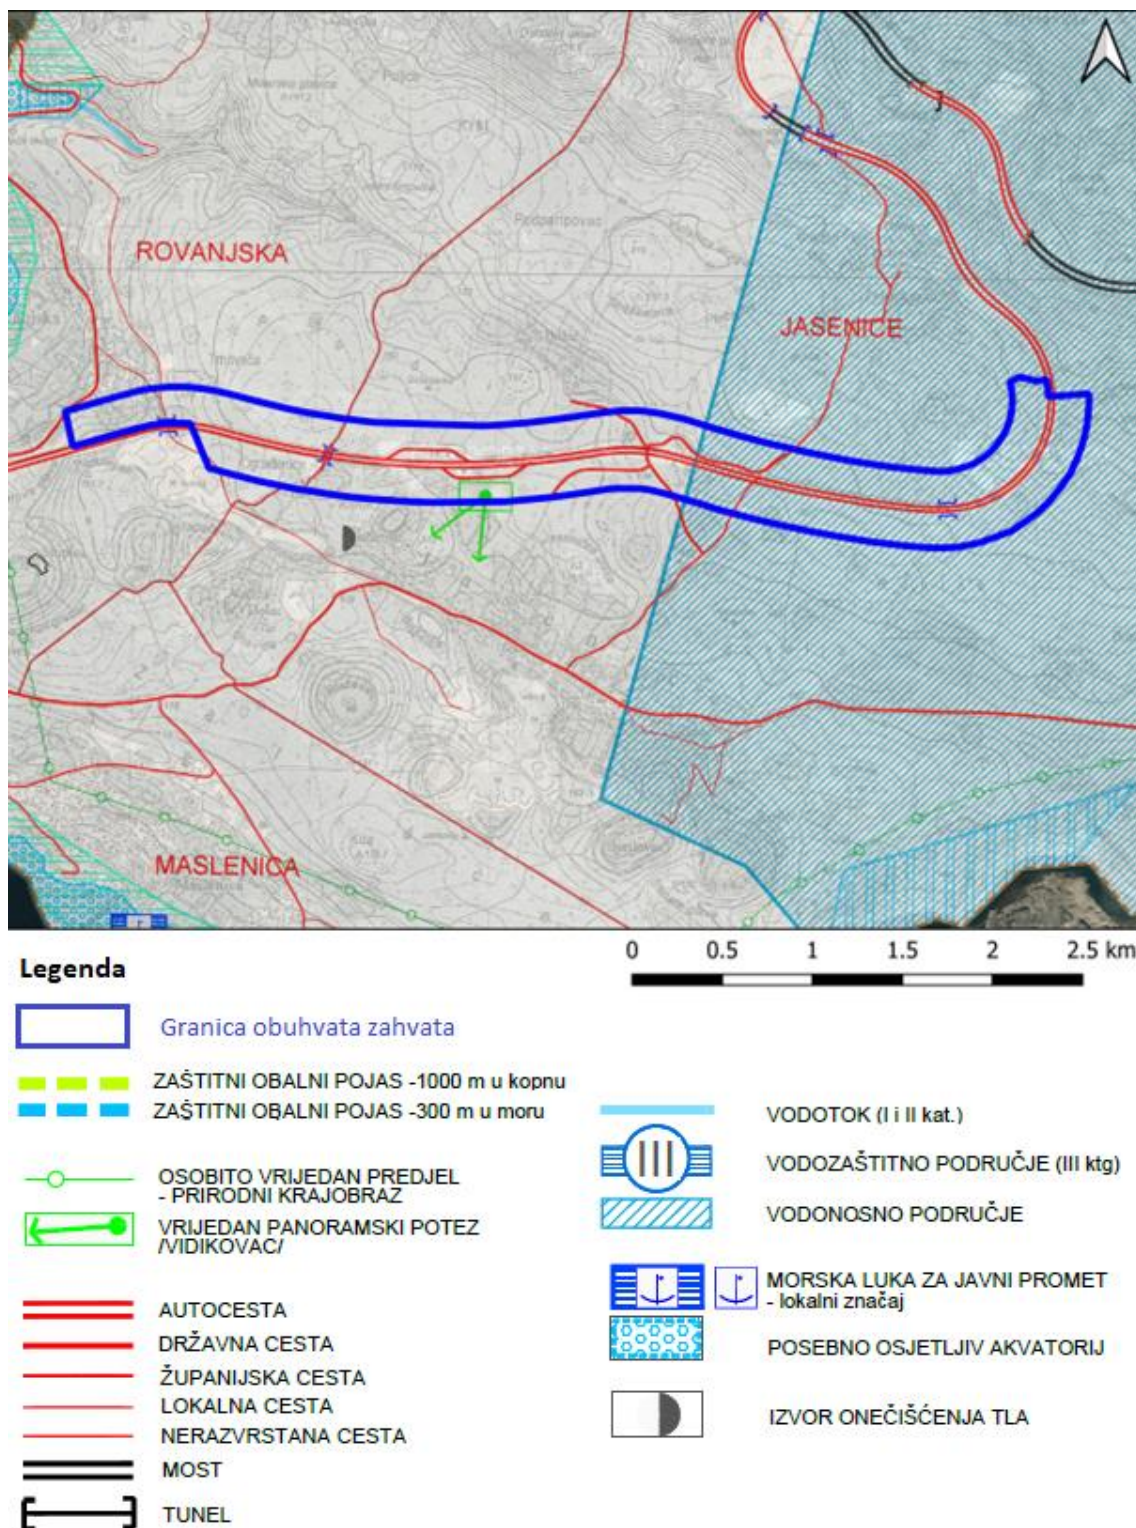 ROVANJSKA
JASENICE
MASLENICA
0 0.5 1 1.5 2 2.5 km
Legenda
Granica obuhvata zahvata
ZAŠTITNI OBALNI POJAS -1000 m u kopnu
ZAŠTITNI OBALNI POJAS -300 m u moru
OSOBITO VRIJEDAN PREDJEL
- PRIRODNI KRAJOBRAZ
VRIJEDAN PANORAMSKI POTEZ
/VIDIKOVAC/
AUTOCESTA
DRŽAVNA CESTA
ŽUPANIJSKA CESTA
LOKALNA CESTA
NERAZVRSTANA CESTA
MOST
TUNEL
VODOTOK (I i II kat.)
VODOZAŠTITNO PODRUČJE (III ktg)
VODONOSNO PODRUČJE
MORSKA LUKA ZA JAVNI PROMET
- lokalni značaj
POSEBNO OSJETLJIV AKVATORIJ
IZVOR ONEČIŠĆENJA TLA